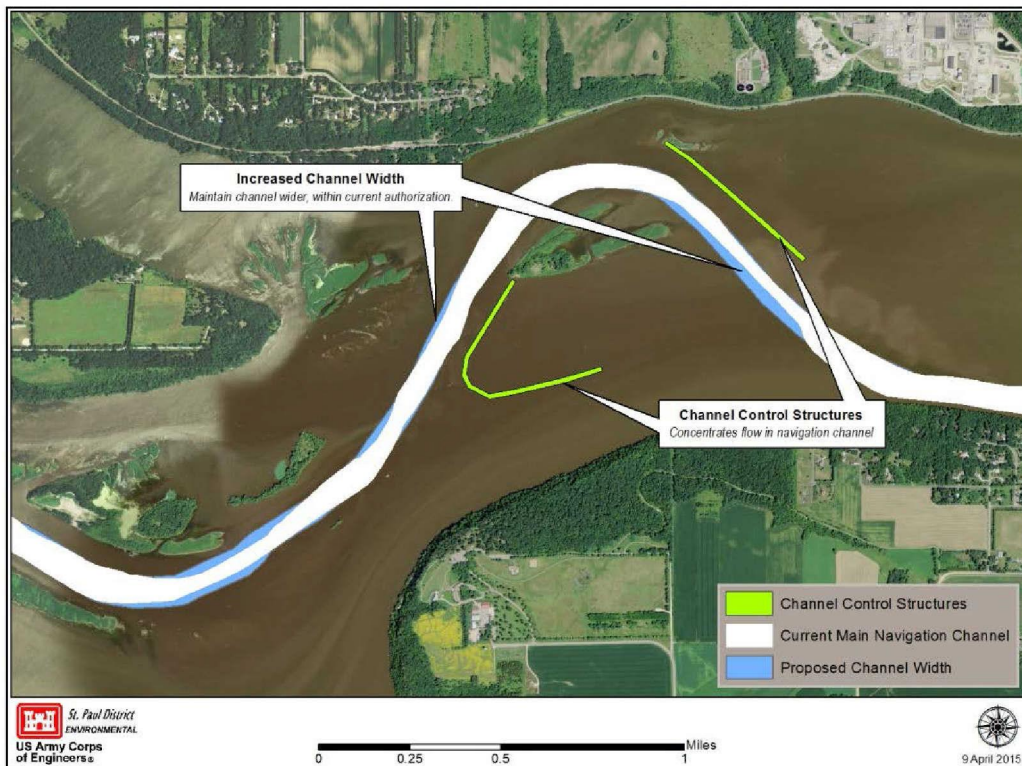 Increased Channel Width
Maintain channel wider, within current authorization.
Channel Control Structures
Concentrates flow in navigation channel
Channel Control Structures
Current Main Navigation Channel
Proposed Channel Width
St. Paul District
ENVIRONMENTAL
US Army Corps
of Engineers®
Miles
0 0.25 0.5 1
9 April 2015